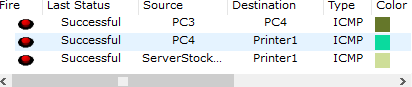 Fire Last Status Source Destination Type Color
Successful PC3 PC4 ICMP
Successful PC4 Printer1 ICMP
Successful ServerStock... Printer1 ICMP